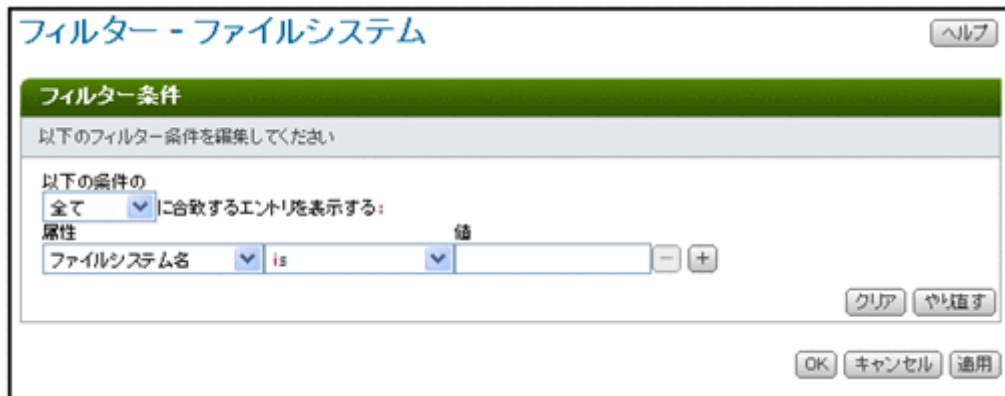 フィルター - ファイルシステム
ヘルプ
フィルター条件
以下のフィルター条件を編集してください
以下の条件の
全て に合致するエントリを表示する:
属性 値
ファイルシステム名 is − +
クリア やり直す
OK キャンセル 適用